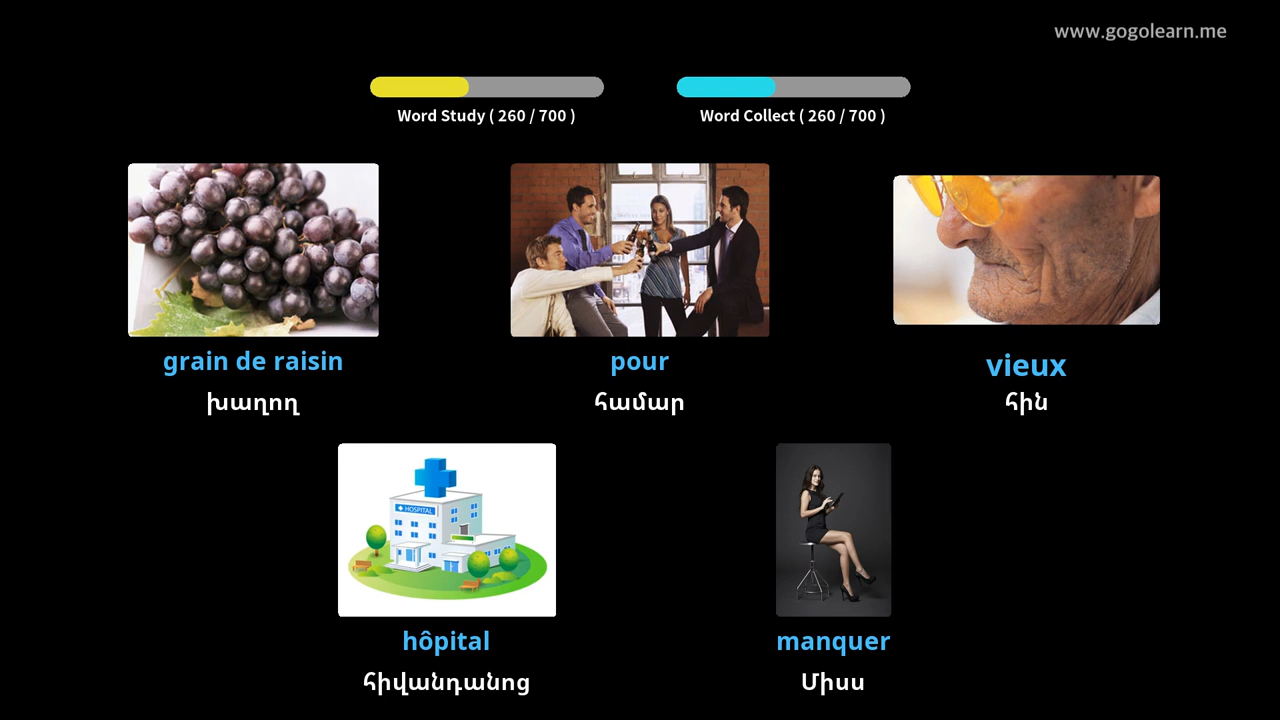 www.gogolearn.me
Word Study ( 260 / 700 )
Word Collect ( 260 / 700 )
grain de raisin
խաղող
pour
համար
vieux
հին
HOSPITAL
hôpital
հիվանդանոց
manquer
Միսս